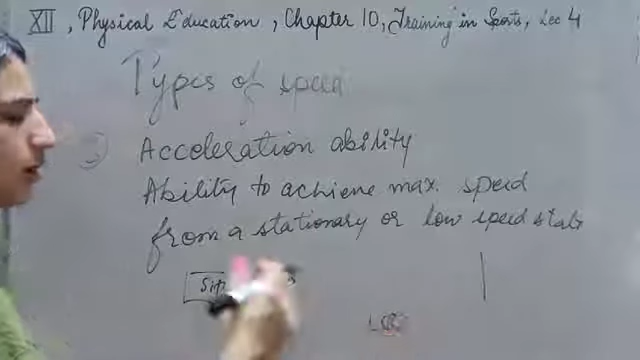 XII, Physical Education, Chapter 10, Training in Sports, Lec 4
Types of speed
Acceleration ability
Ability to achieve max. speed
from a stationary or low speed state